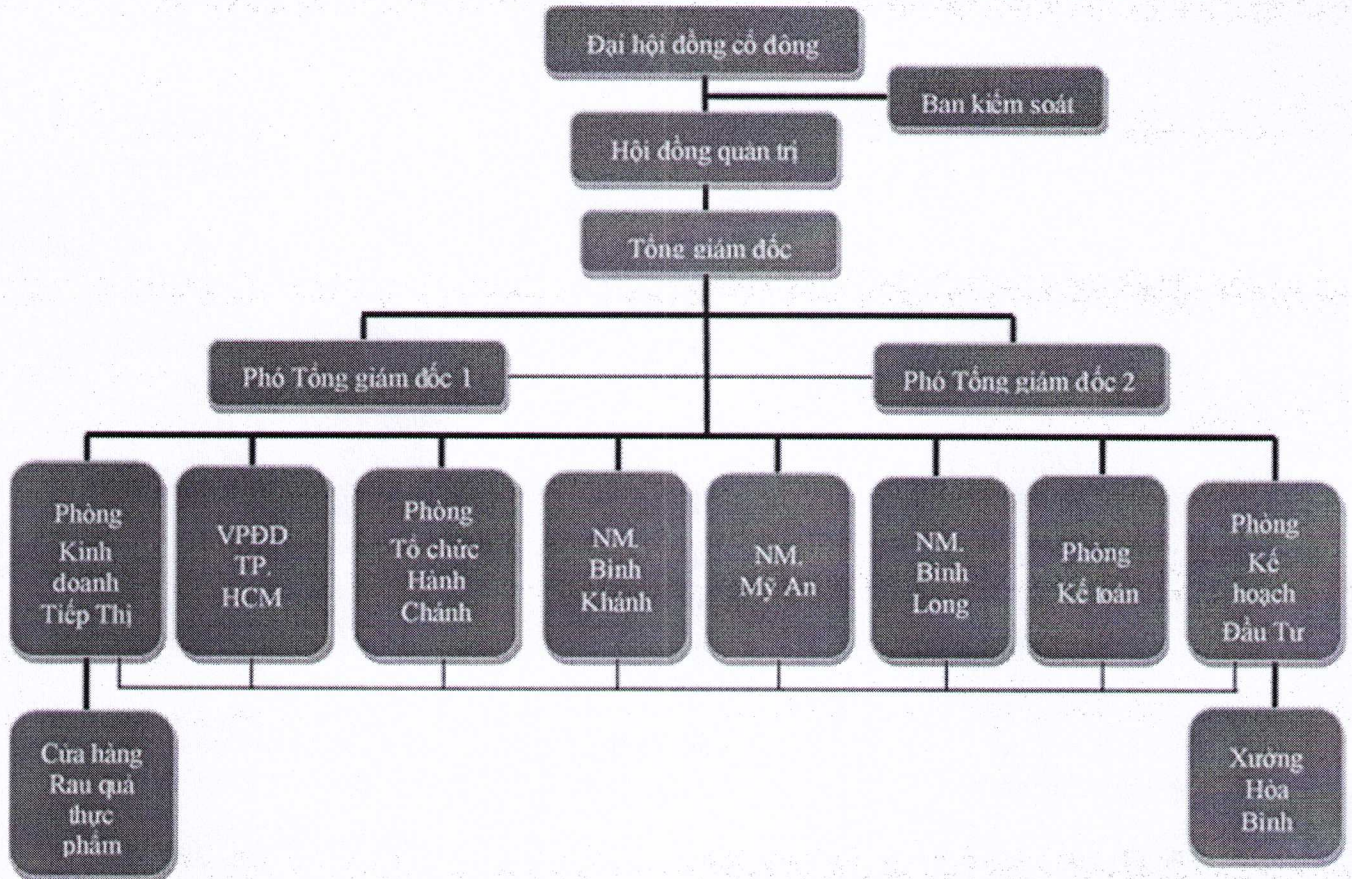 Đại hội đồng cổ đông
Ban kiểm soát
Hội đồng quản trị
Tổng giám đốc
Phó Tổng giám đốc 1
Phó Tổng giám đốc 2
Phòng
Kinh
doanh
Tiếp Thị
VPĐD
TP.
HCM
Phòng
Tổ chức
Hành
Chánh
NM.
Bình
Khánh
NM.
Mỹ An
NM.
Bình
Long
Phòng
Kế toán
Phòng
Kế
hoạch
Đầu Tư
Cửa hàng
Rau quả
thực
phẩm
Xưởng
Hòa
Bình